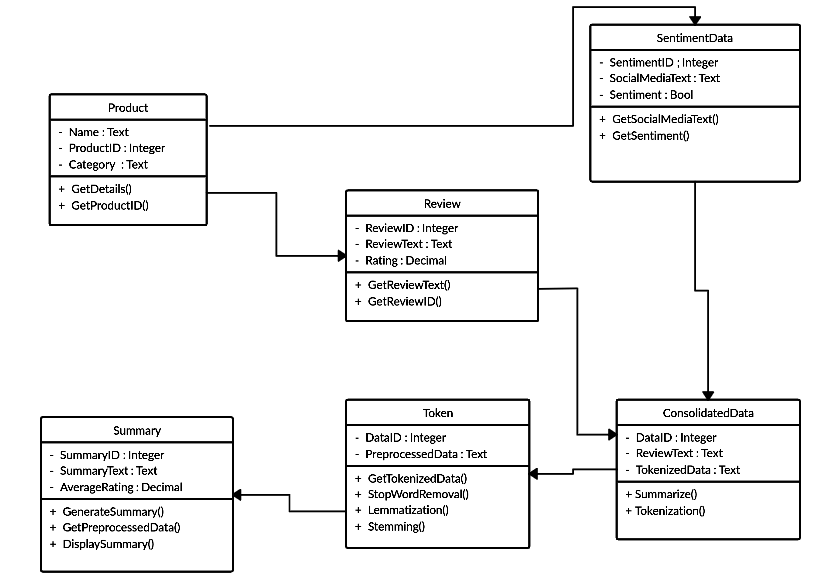 SentimentData
- SentimentID ; Integer
- SocialMediaText : Text
- Sentiment : Bool
+ GetSocialMediaText()
+ GetSentiment()
Product
- Name : Text
- ProductID : Integer
- Category : Text
+ GetDetails()
+ GetProductID()
Review
- ReviewID : Integer
- ReviewText : Text
- Rating : Decimal
+ GetReviewText()
+ GetReviewID()
Summary
- SummaryID : Integer
- SummaryText : Text
- AverageRating : Decimal
+ GenerateSummary()
+ GetPreprocessedData()
+ DisplaySummary()
Token
- DataID : Integer
- PreprocessedData : Text
+ GetTokenizedData()
+ StopWordRemoval()
+ Lemmatization()
+ Stemming()
ConsolidatedData
- DataID : Integer
- ReviewText : Text
- TokenizedData : Text
+ Summarize()
+ Tokenization()